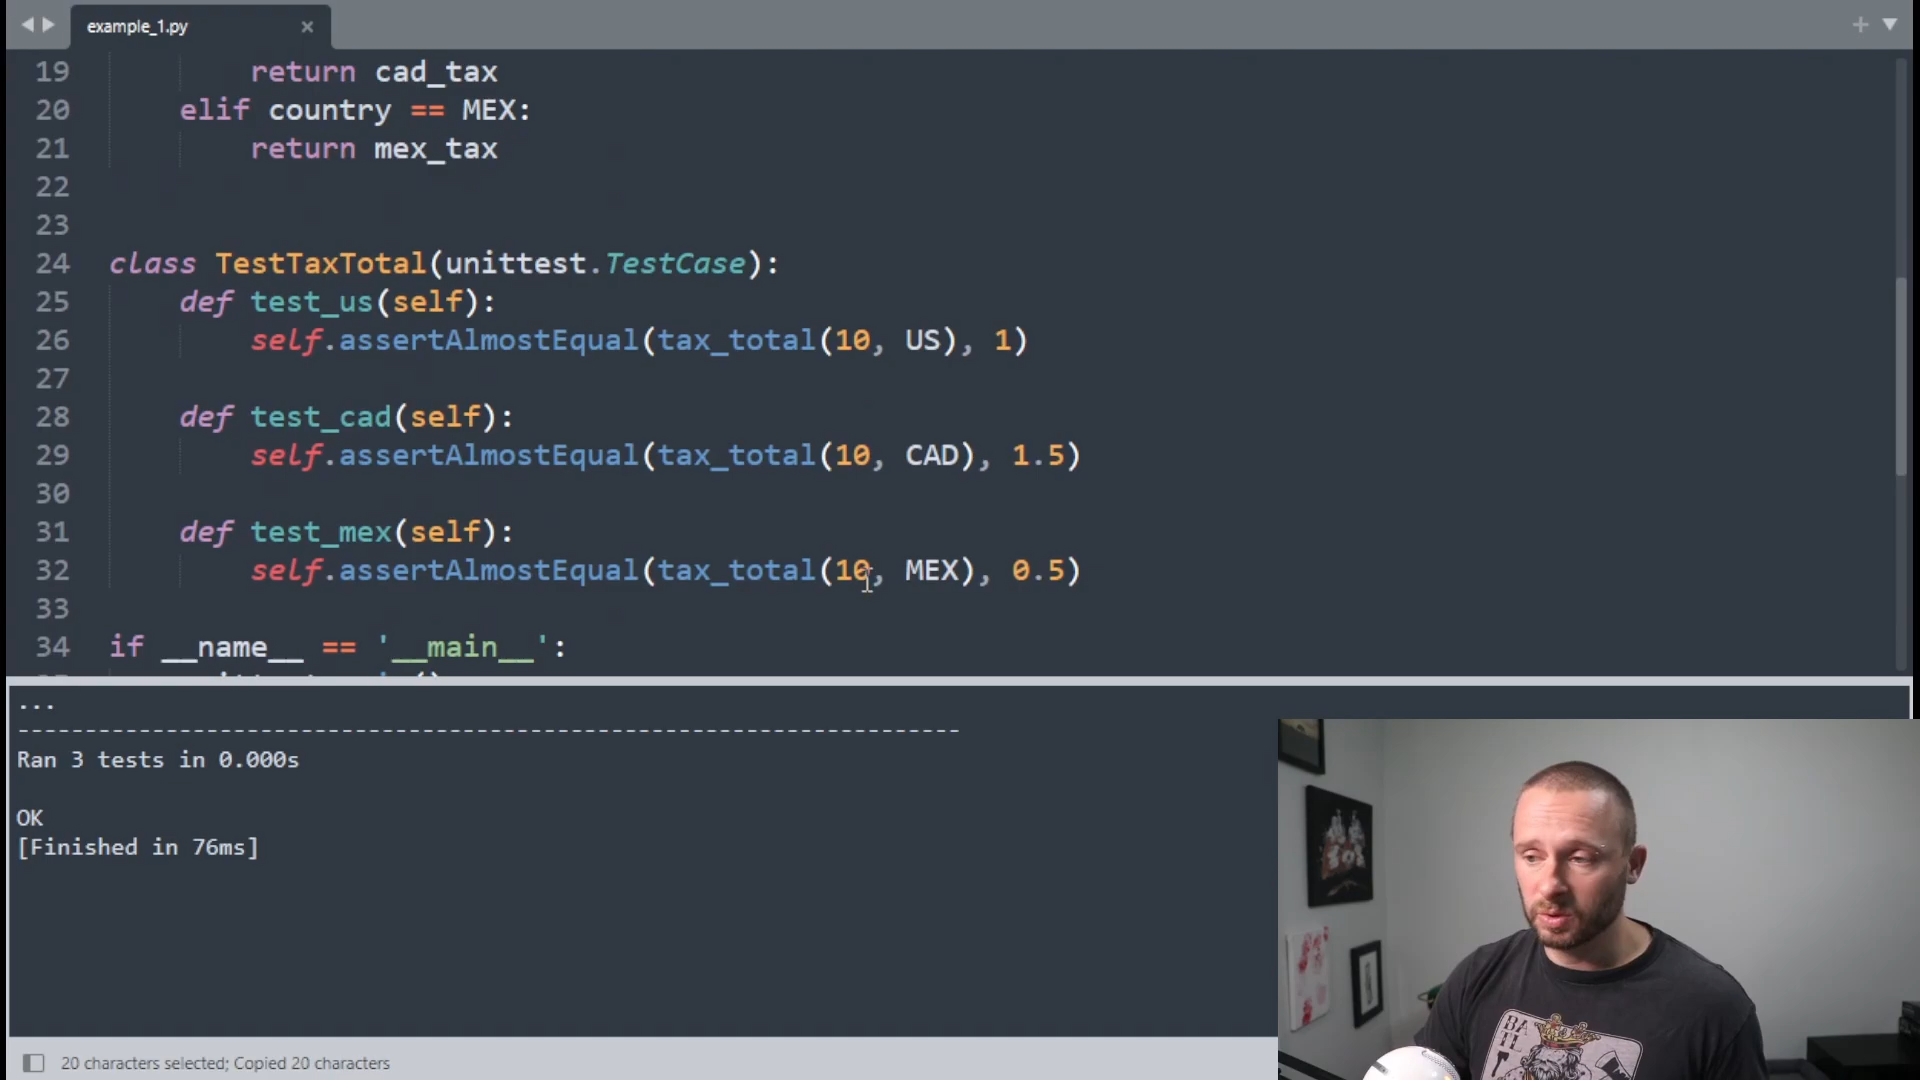 example_1.py
19 return cad_tax
20 elif country == MEX:
21 return mex_tax
22
23
24 class TestTaxTotal(unittest.TestCase):
25 def test_us(self):
26 self.assertAlmostEqual(tax_total(10, US), 1)
27
28 def test_cad(self):
29 self.assertAlmostEqual(tax_total(10, CAD), 1.5)
30
31 def test_mex(self):
32 self.assertAlmostEqual(tax_total(10, MEX), 0.5)
33
34 if __name__ == '__main__':
...
----------------------------------------------------------------------
Ran 3 tests in 0.000s
OK
[Finished in 76ms]
BA
TL
20 characters selected; Copied 20 characters